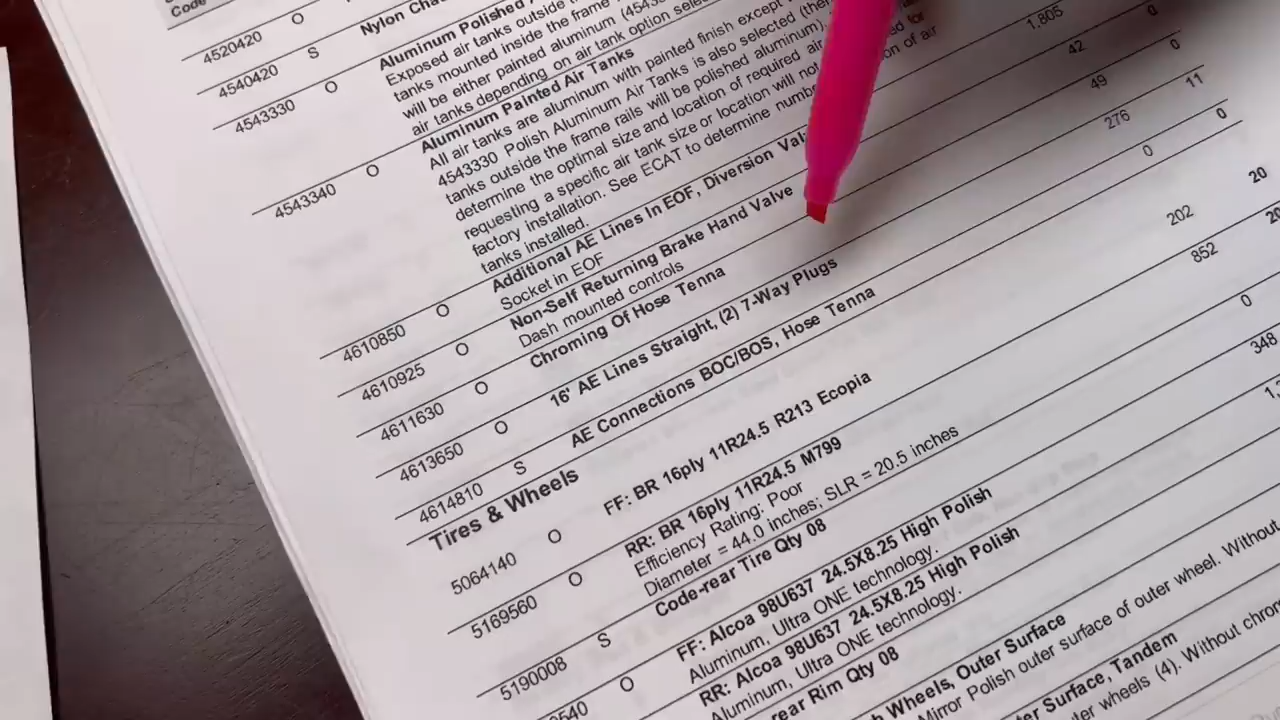 Code
4520420 O
4540420 S Nylon
4543330 O Aluminum Polished
Exposed air tanks outside
tanks mounted inside the frame
will be either painted aluminum (4543
air tanks depending on air tank option
4543340 O Aluminum Painted Air Tanks 1,805
All air tanks are aluminum with painted finish except
4543330 Polish Aluminum Air Tanks is also selected
tanks outside the frame rails will be polished aluminum).
determine the optimal size and location of required air
requesting a specific air tank size or location will not of air
factory installation. See ECAT to determine
tanks installed.
4610850 O Additional AE Lines In EOF, Diversion 42 0
Socket in EOF
4610925 O Non-Self Returning Brake Hand Valve 49 0
Dash mounted controls
4611630 O Chroming Of Hose Tenna 276 11
4613650 O 16' AE Lines Straight, (2) 7-Way Plugs 0 0
4614810 S AE Connections BOC/BOS, Hose Tenna
Tires & Wheels
5064140 O FF: BR 16ply 11R24.5 R213 Ecopia 202 20
5169560 O RR: BR 16ply 11R24.5 M799 852
Efficiency Rating: Poor
Diameter = 44.0 inches; SLR = 20.5 inches
5190008 S Code-rear Tire Qty 08 0
540 O FF: Alcoa 98U637 24.5X8.25 High Polish 348
Aluminum, Ultra ONE technology.
RR: Alcoa 98U637 24.5X8.25 High Polish 1,
Aluminum, Ultra ONE technology.
rear Rim Qty 08
Wheels, Outer Surface
Mirror Polish outer surface of outer wheel. Without
Surface, Tandem
wheels (4). Without